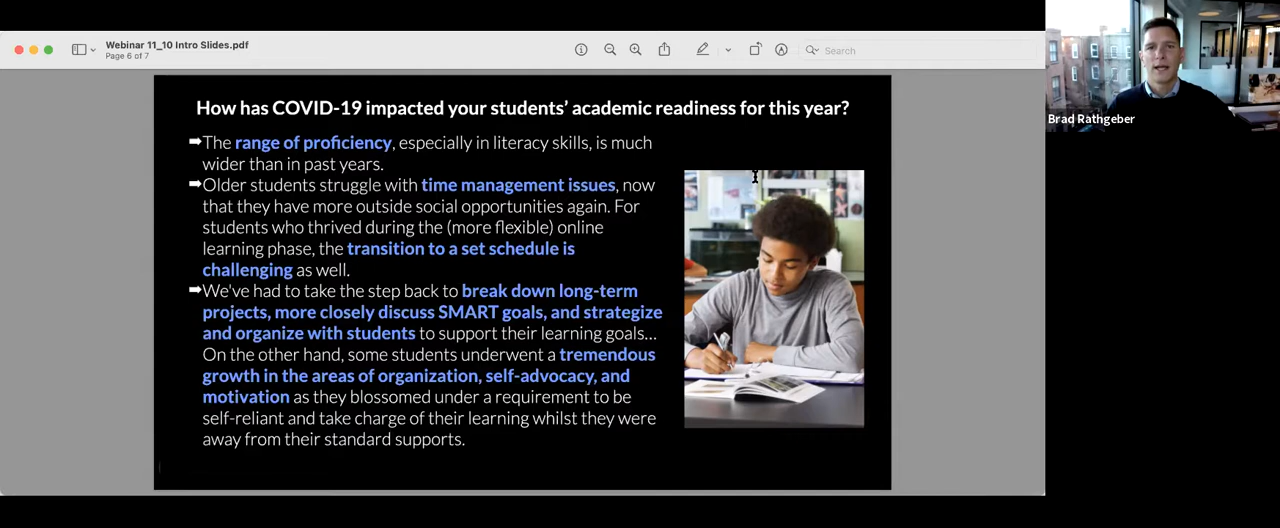 Webinar 11_10 Intro Slides.pdf
Page 6 of 7
Search
Brad Rathgeber
How has COVID-19 impacted your students’ academic readiness for this year?
➡The range of proficiency, especially in literacy skills, is much
wider than in past years.
➡Older students struggle with time management issues, now
that they have more outside social opportunities again. For
students who thrived during the (more flexible) online
learning phase, the transition to a set schedule is
challenging as well.
➡We've had to take the step back to break down long-term
projects, more closely discuss SMART goals, and strategize
and organize with students to support their learning goals...
On the other hand, some students underwent a tremendous
growth in the areas of organization, self-advocacy, and
motivation as they blossomed under a requirement to be
self-reliant and take charge of their learning whilst they were
away from their standard supports.